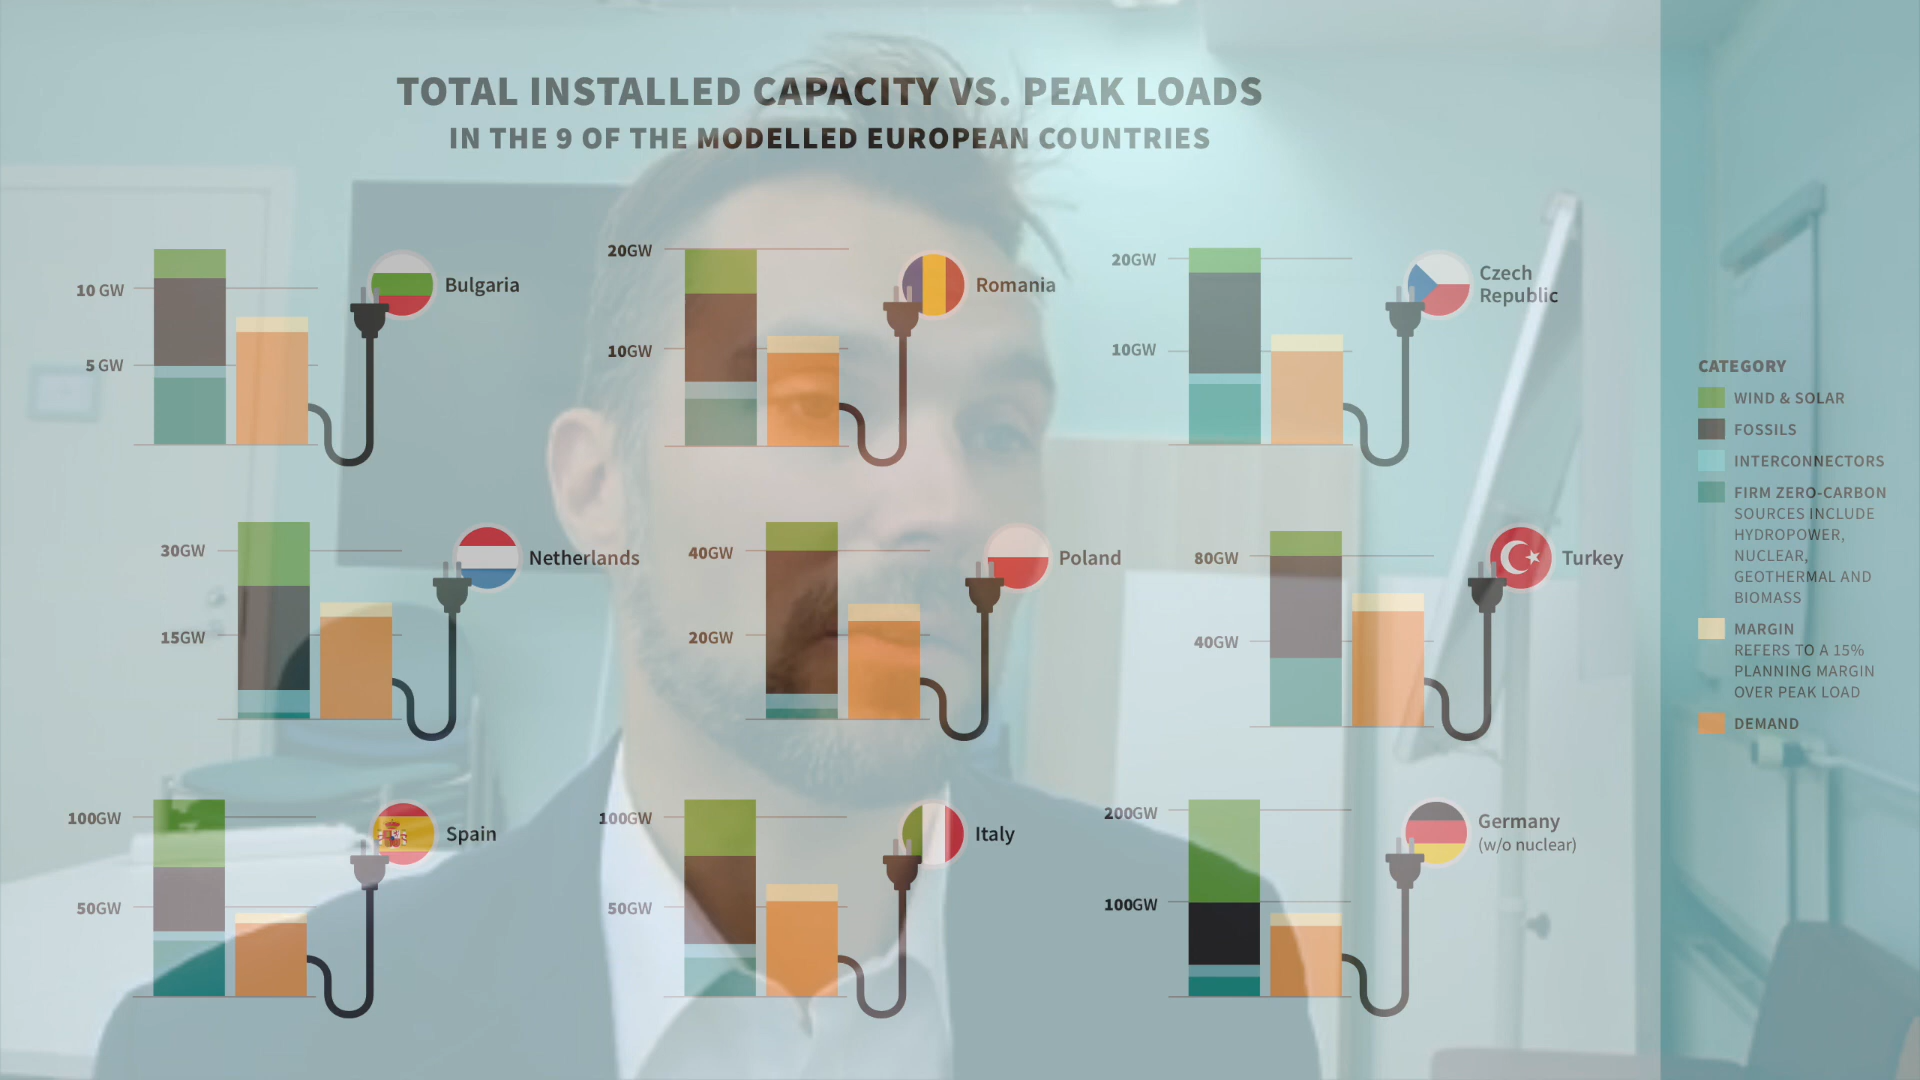 TOTAL INSTALLED CAPACITY VS. PEAK LOADS
IN THE 9 OF THE MODELLED EUROPEAN COUNTRIES
10 GW
5 GW
Bulgaria
20GW
10GW
Romania
20GW
10GW
Czech
Republic
30GW
15GW
Netherlands
40GW
20GW
Poland
80GW
40GW
Turkey
100GW
50GW
Spain
100GW
50GW
Italy
200GW
100GW
Germany
(w/o nuclear)
CATEGORY
WIND & SOLAR
FOSSILS
INTERCONNECTORS
FIRM ZERO-CARBON
SOURCES INCLUDE
HYDROPOWER,
NUCLEAR,
GEOTHERMAL AND
BIOMASS
MARGIN
REFERS TO A 15%
PLANNING MARGIN
OVER PEAK LOAD
DEMAND